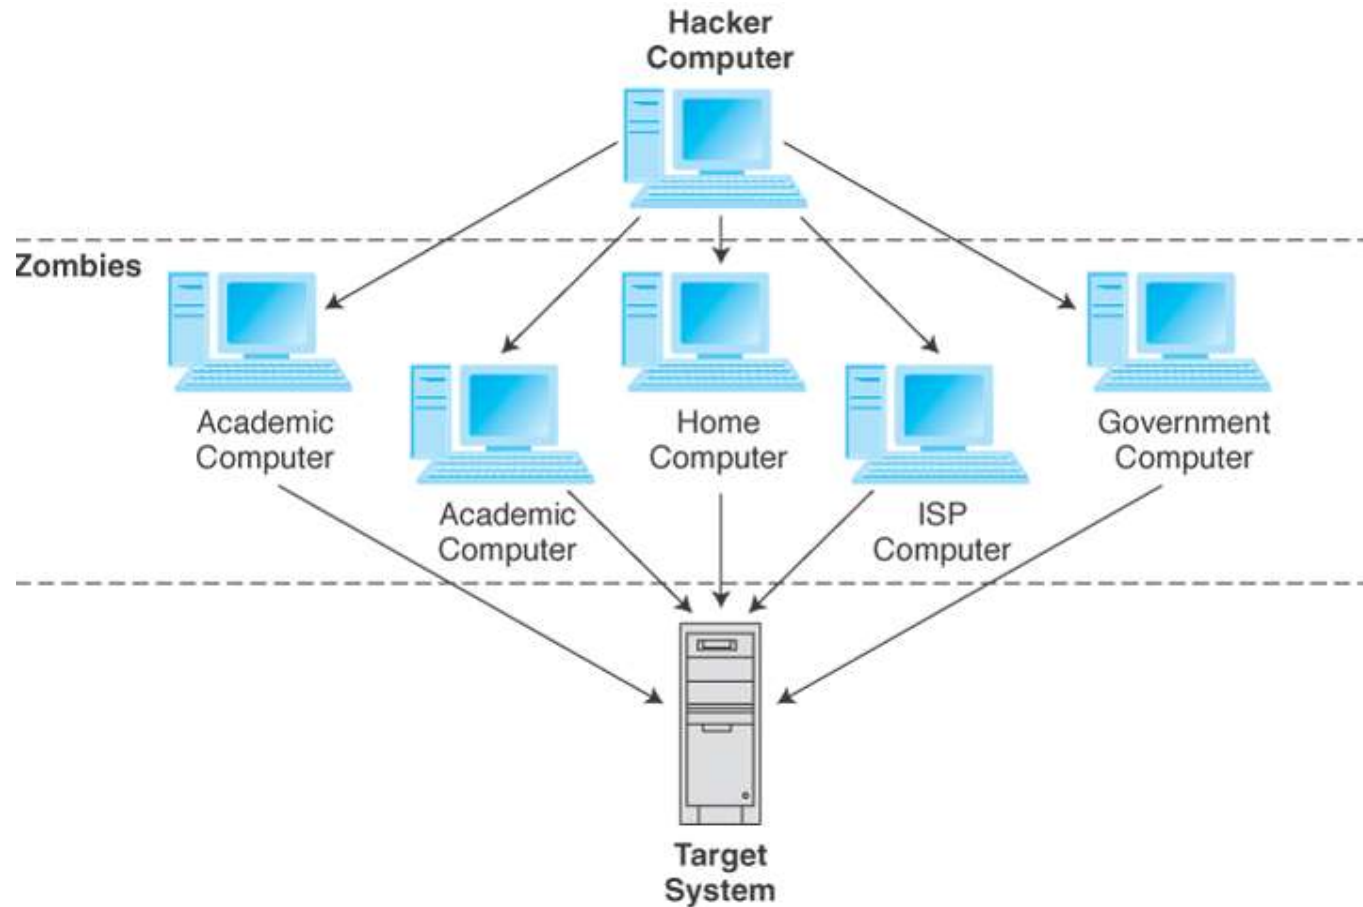 Hacker
Computer
Zombies
Academic
Computer
Home
Computer
Government
Computer
Academic
Computer
ISP
Computer
Target
System